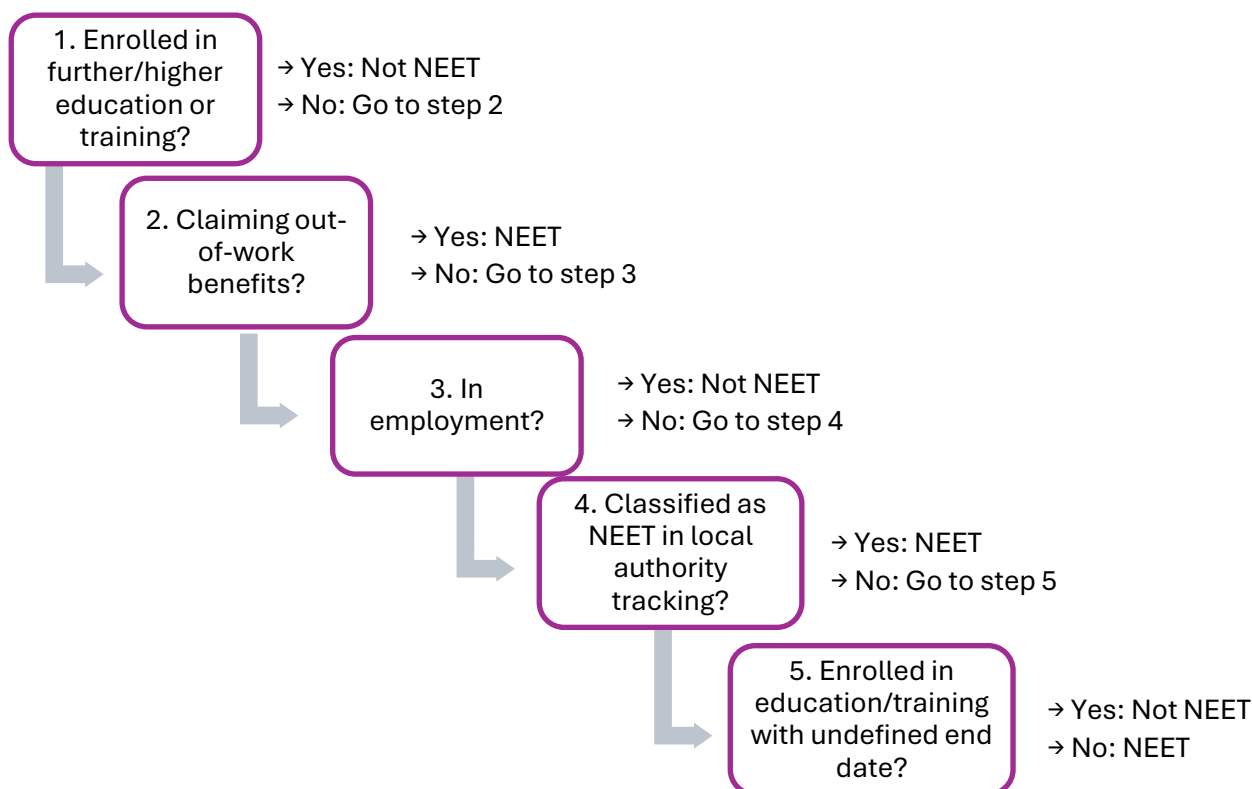 1. Enrolled in
further/higher
education or
training?
→ Yes: Not NEET
→ No: Go to step 2
2. Claiming out-
of-work
benefits?
→ Yes: NEET
→ No: Go to step 3
3. In
employment?
→ Yes: Not NEET
→ No: Go to step 4
4. Classified as
NEET in local
authority
tracking?
→ Yes: NEET
→ No: Go to step 5
5. Enrolled in
education/training
with undefined end
date?
→ Yes: Not NEET
→ No: NEET